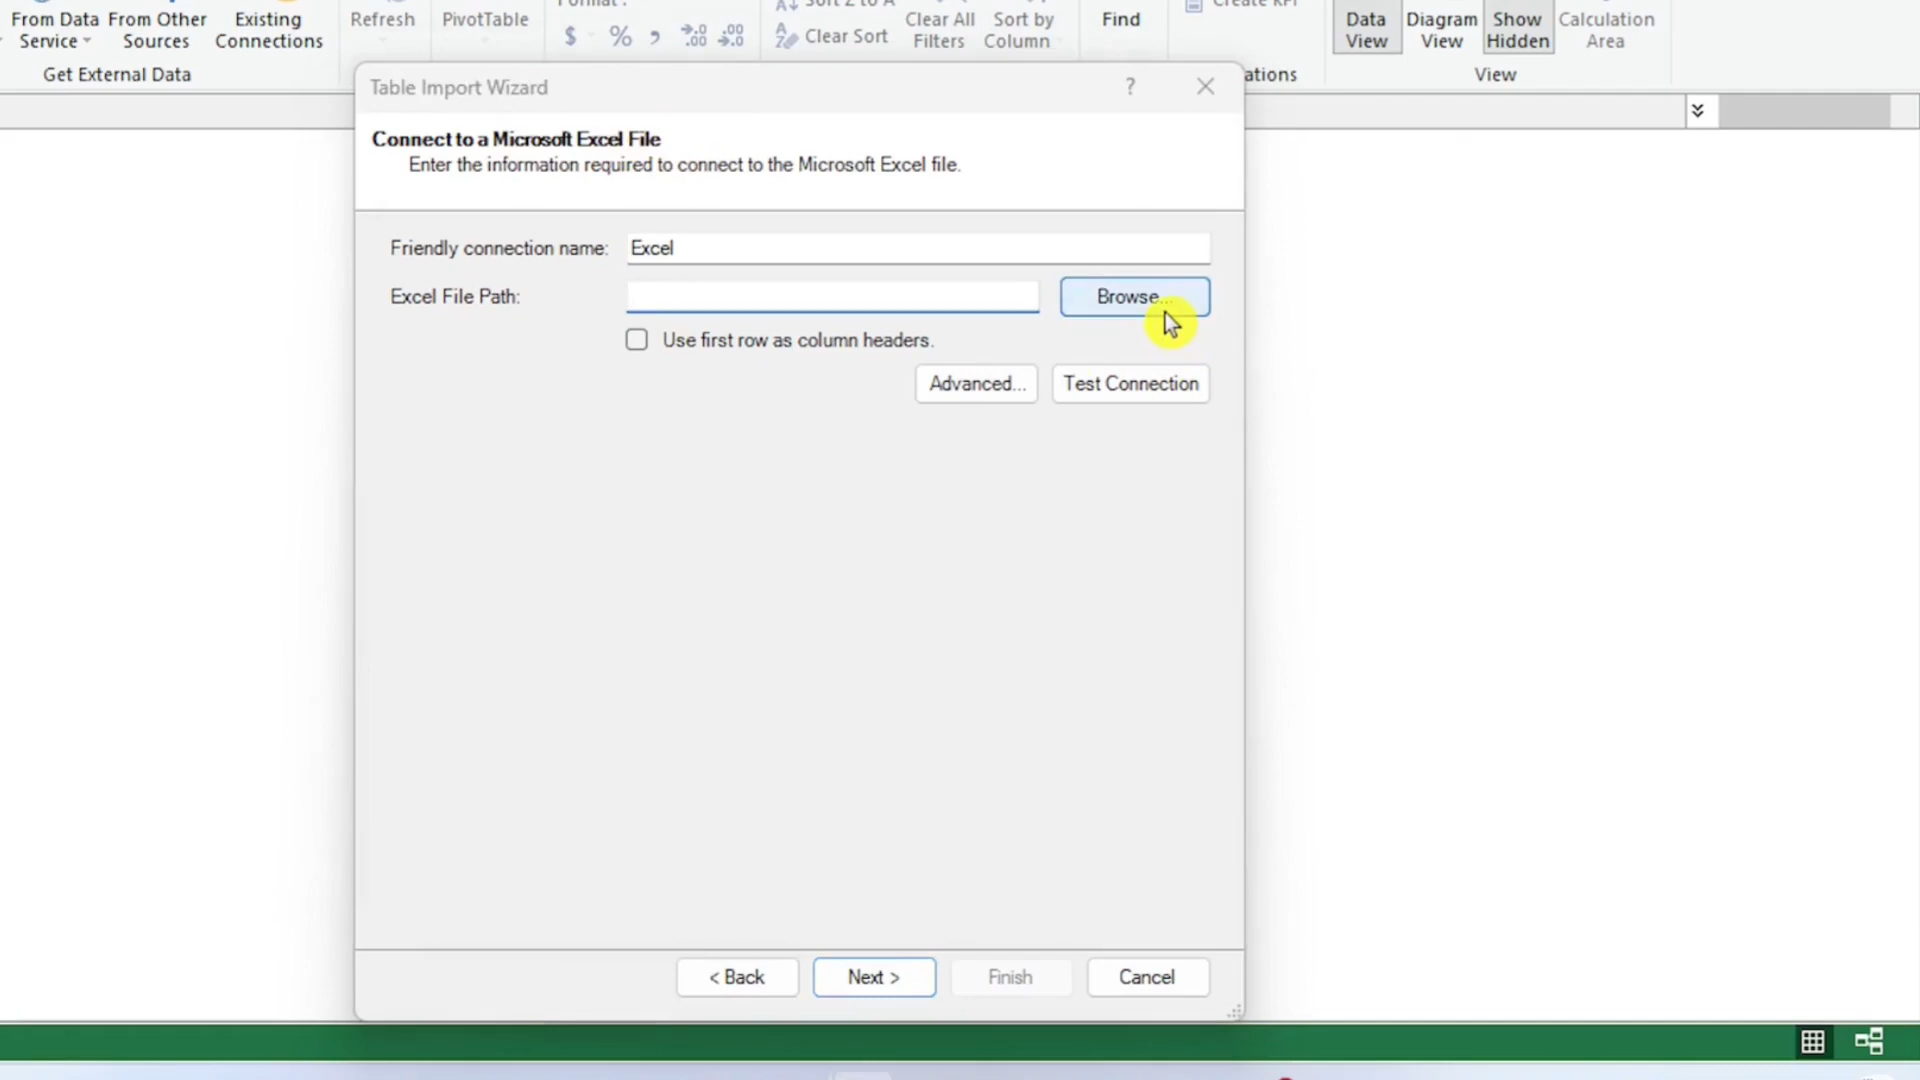 From Data
Service
From Other
Sources
Existing
Connections
Refresh
PivotTable
$ % ,
Clear Sort
Clear All
Filters
Sort by
Column
Find
Create KPI
Data
View
Diagram
View
Show
Hidden
Calculation
Area
Get External Data
ations
View
Table Import Wizard
?
Connect to a Microsoft Excel File
Enter the information required to connect to the Microsoft Excel file.
Friendly connection name: Excel
Excel File Path:
Browse...
Use first row as column headers.
Advanced...
Test Connection
< Back
Next >
Finish
Cancel